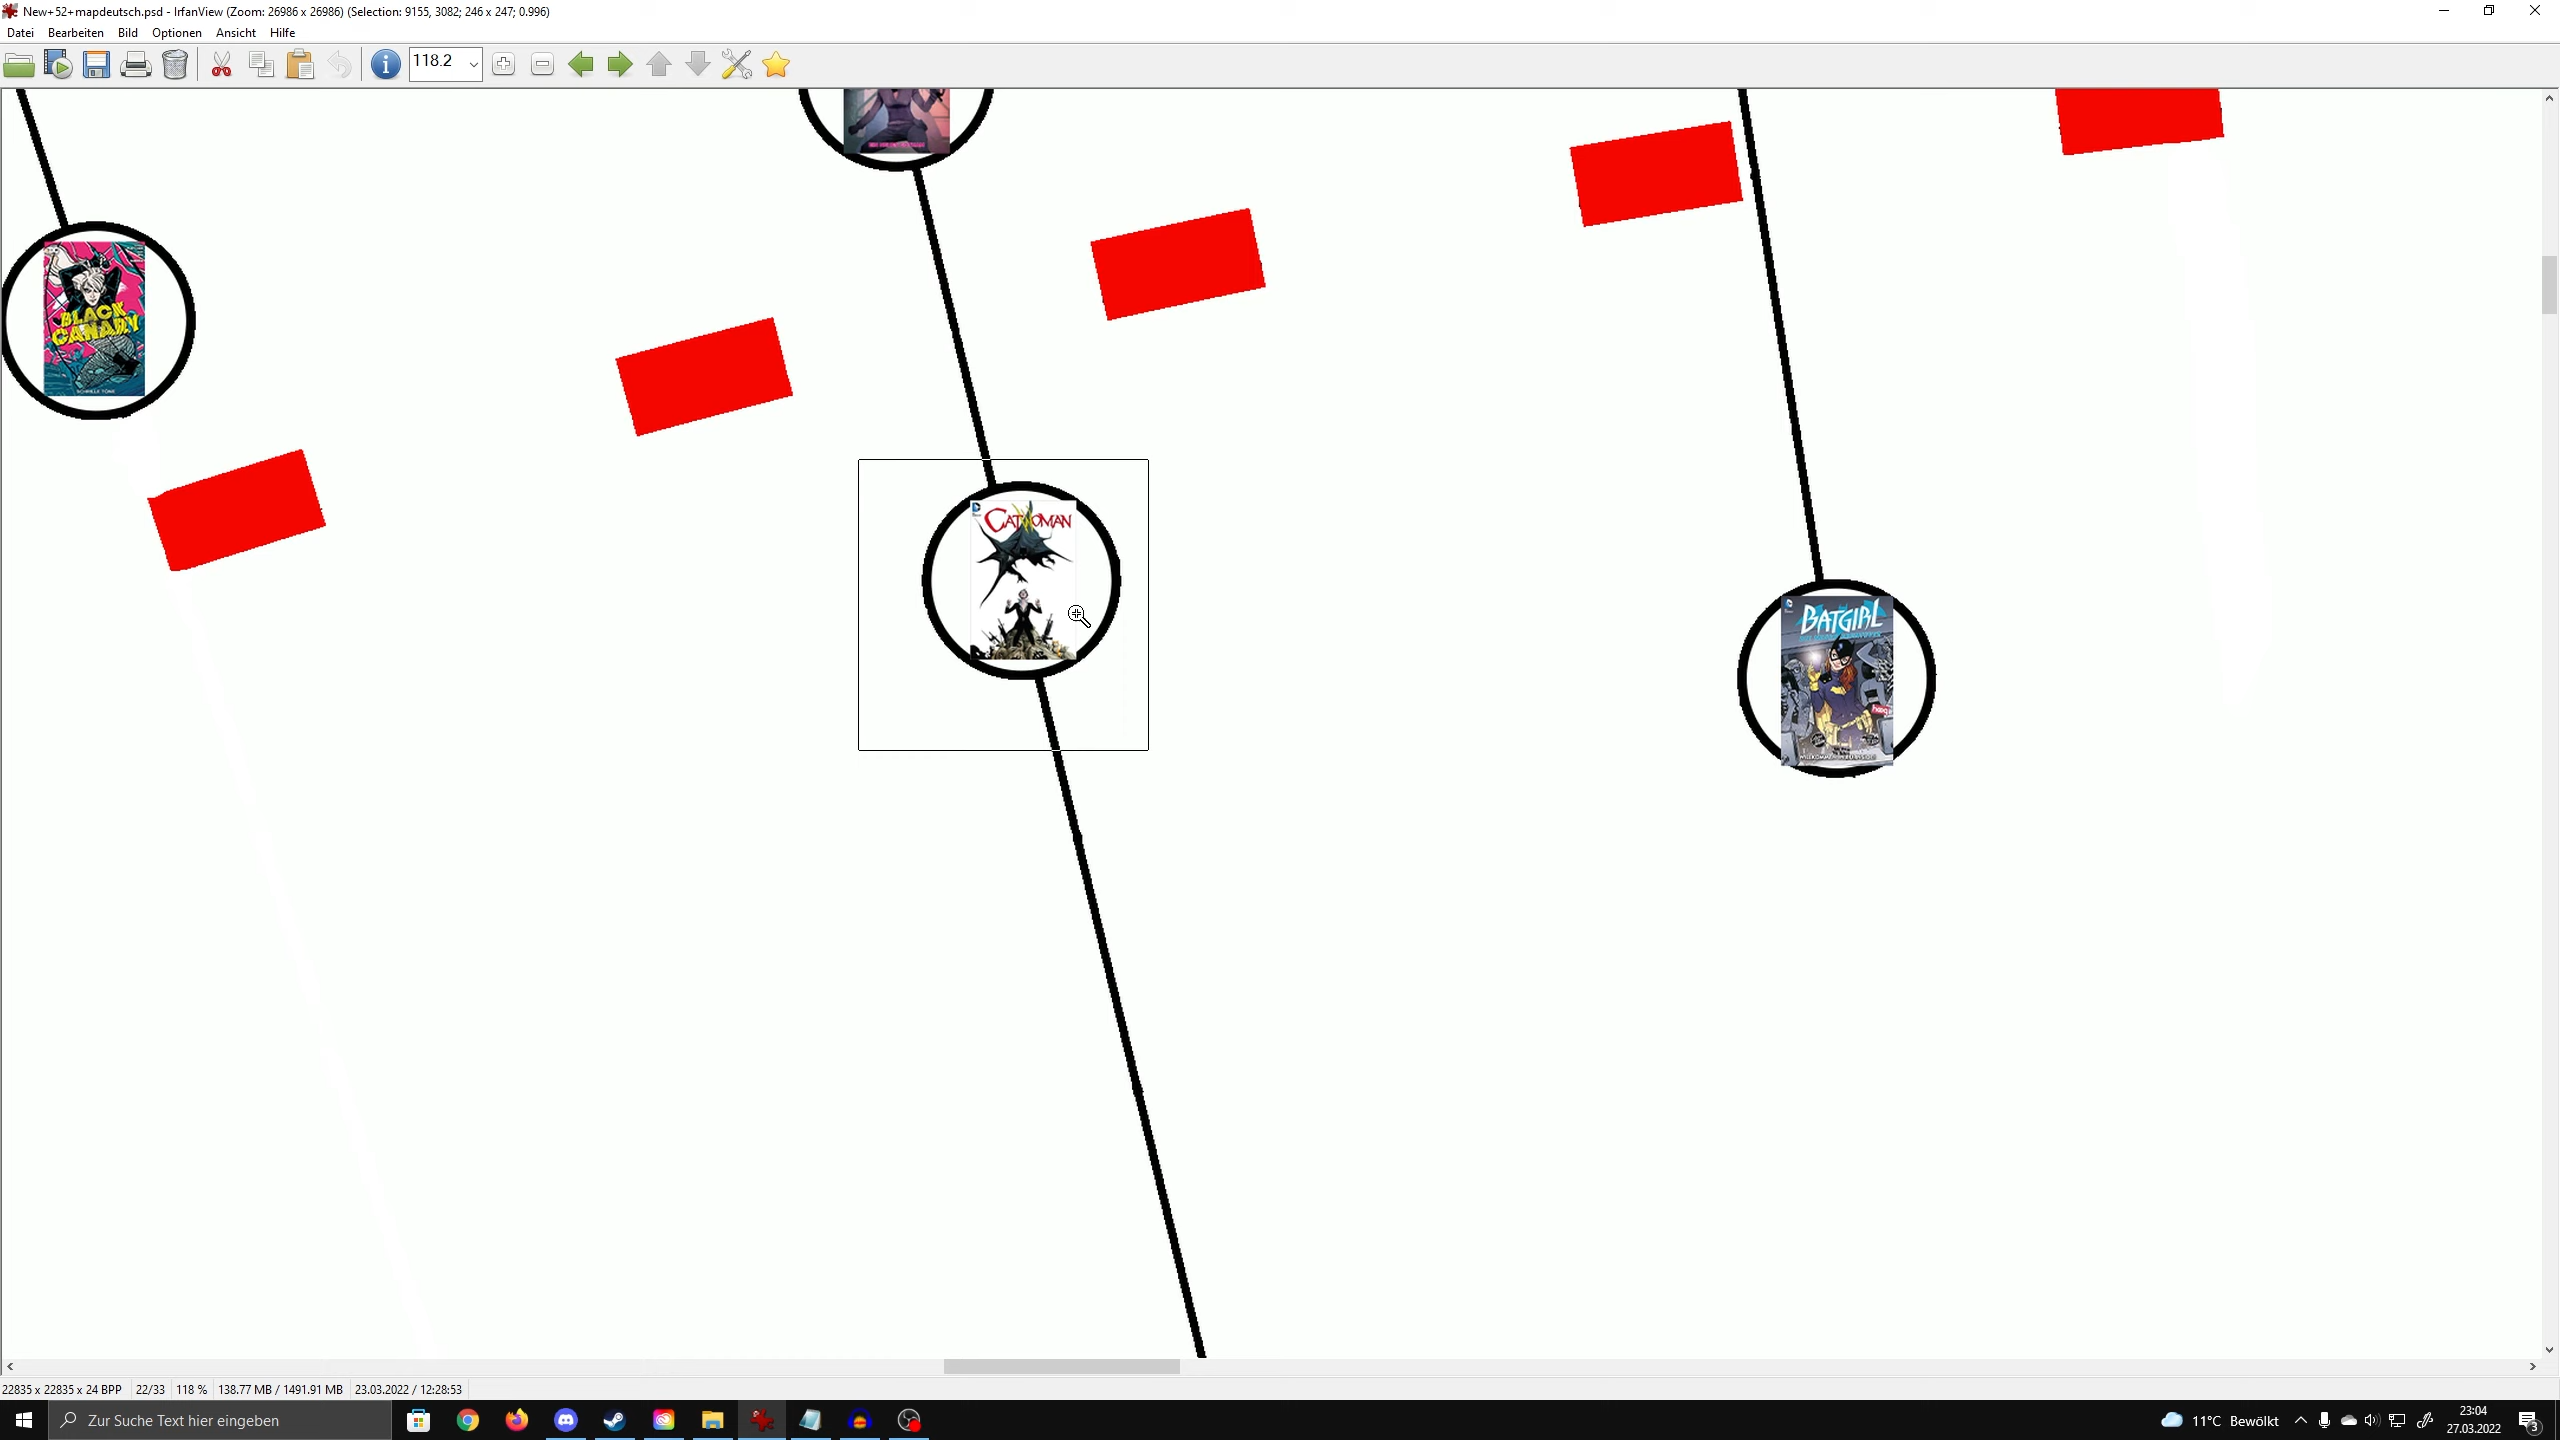 New+52+mapdeutsch.psd - IrfanView (Zoom: 26986 x 26986) (Selection: 9155, 3082; 246 x 247; 0.996)
Datei Bearbeiten Bild Optionen Ansicht Hilfe
118.2
BLACK
CANARY
SCHRILLE TÖNE
CATWOMAN
BATGIRL
22835 x 22835 x 24 BPP 22/33 118 % 138.77 MB / 1491.91 MB 23.03.2022 / 12:28:53
Zur Suche Text hier eingeben
11°C Bewölkt
23:04
27.03.2022
3